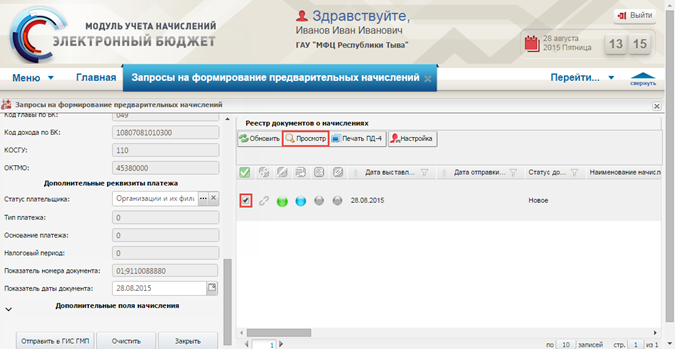 МОДУЛЬ УЧЕТА НАЧИСЛЕНИЙ
ЭЛЕКТРОННЫЙ БЮДЖЕТ
Здравствуйте,
Иванов Иван Иванович
ГАУ "МФЦ Республики Тыва"
Выйти
28 августа
2015 Пятница
13 15
Меню
Главная
Запросы на формирование предварительных начислений
Перейти...
свернуть
Запросы на формирование предварительных начислений
Код главы по БК: 049
Код дохода по БК: 10807081010300
КОСГУ: 110
ОКТМО: 45380000
Дополнительные реквизиты платежа
Статус плательщика: Организации и их фил
Тип платежа: 0
Основание платежа: 0
Налоговый период: 0
Показатель номера документа: 01;9110088880
Показатель даты документа: 28.08.2015
Дополнительные поля начисления
Отправить в ГИС ГМП
Очистить
Закрыть
Реестр документов о начислениях
Обновить
Просмотр
Печать ПД-4
Настройка
Дата выставл...
Дата отправки...
Статус до...
Наименование начисл
28.08.2015
Новое
1
по 10 записей стр. 1 из 1